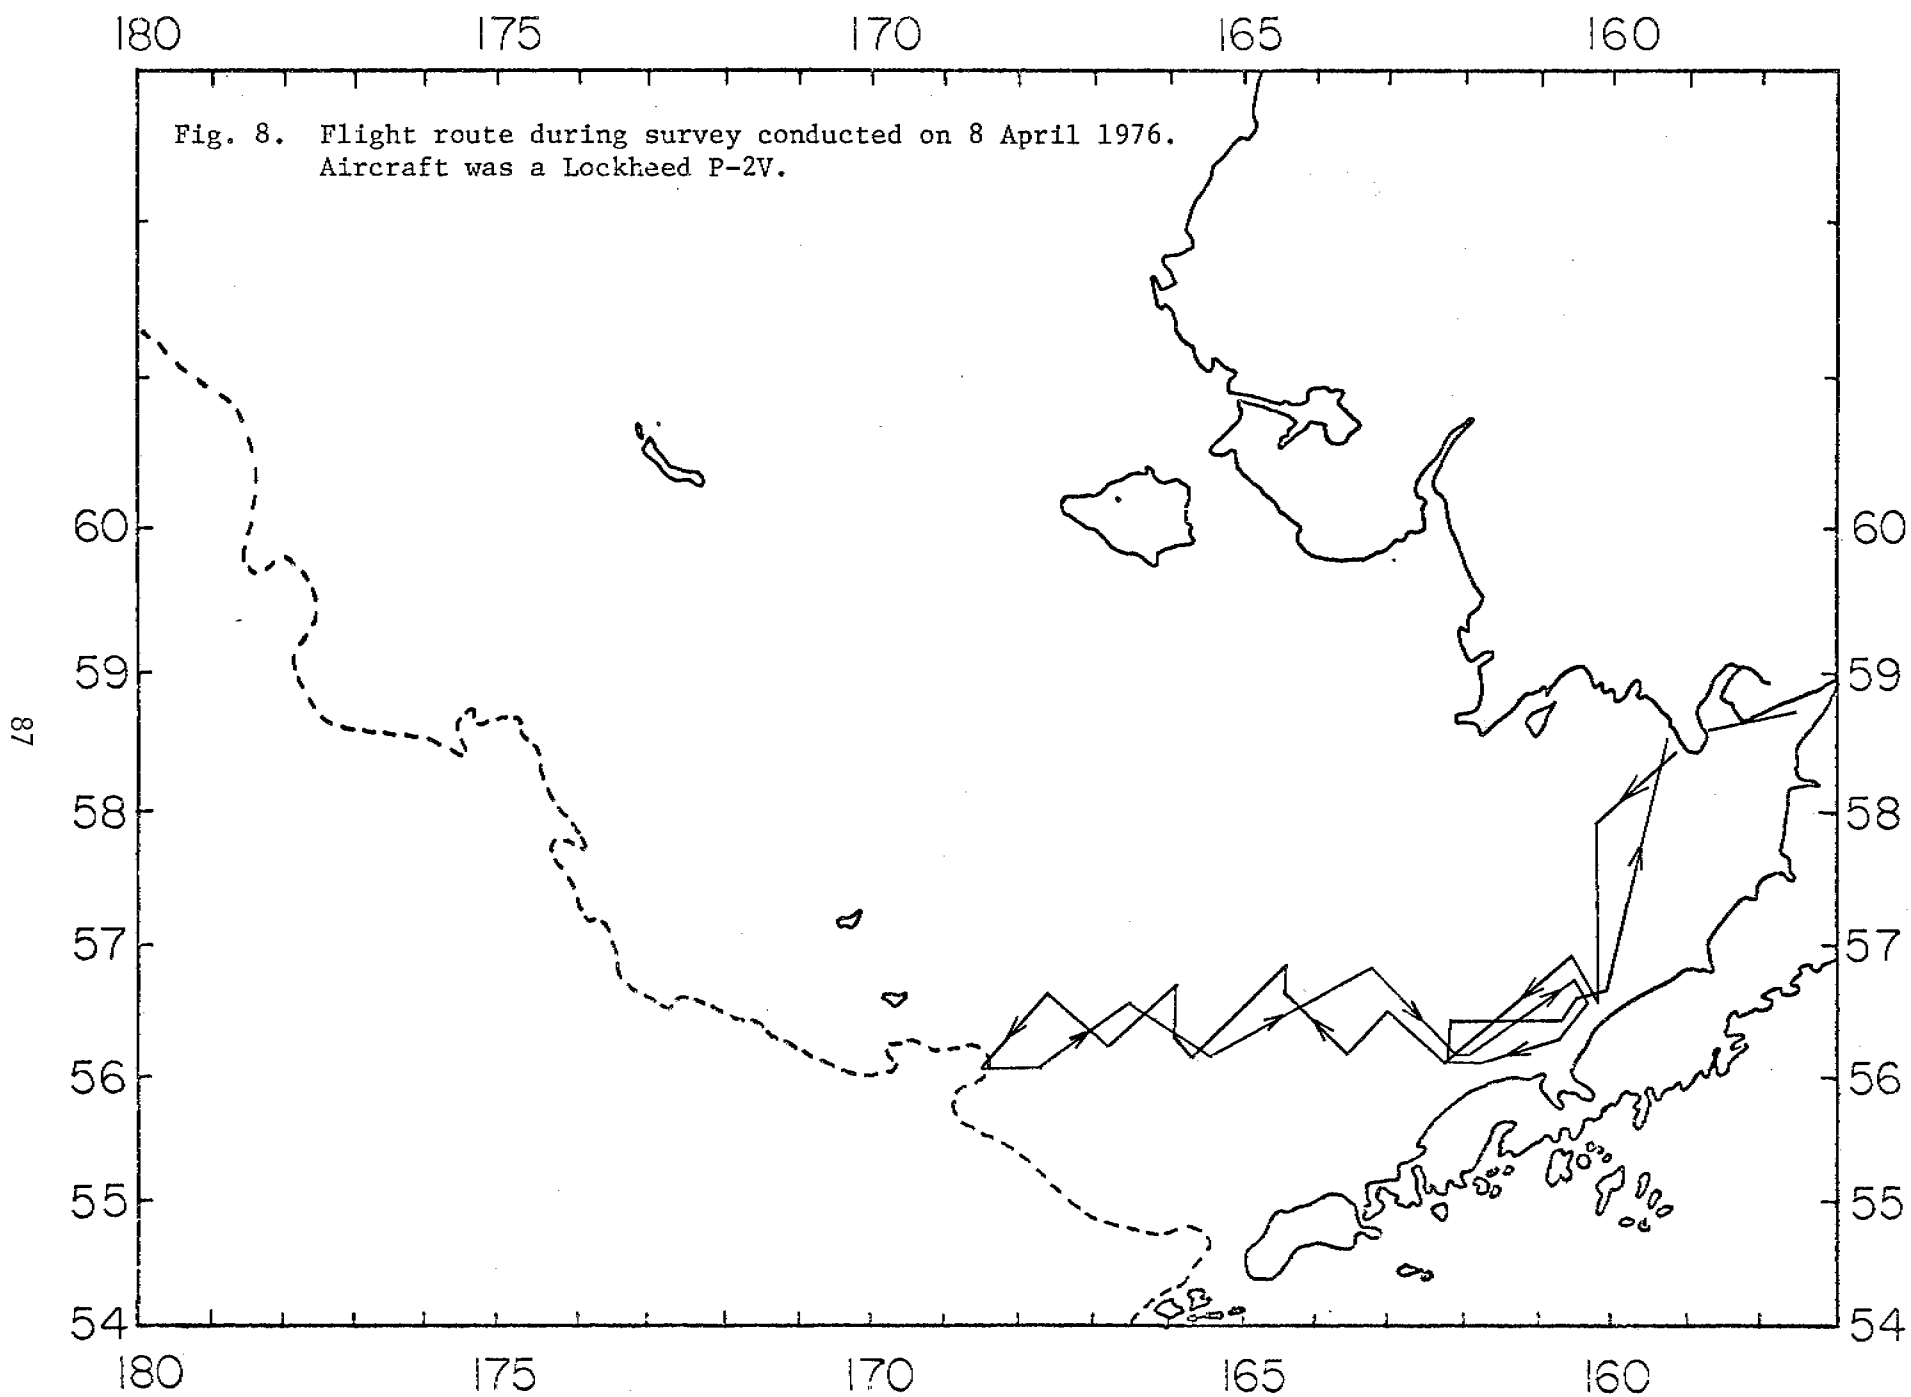 180 175 170 165 160
Fig. 8. Flight route during survey conducted on 8 April 1976.
Aircraft was a Lockheed P-2V.
60 60
59 59
87
58 58
57 57
56 56
55 55
54 54
180 175 170 165 160